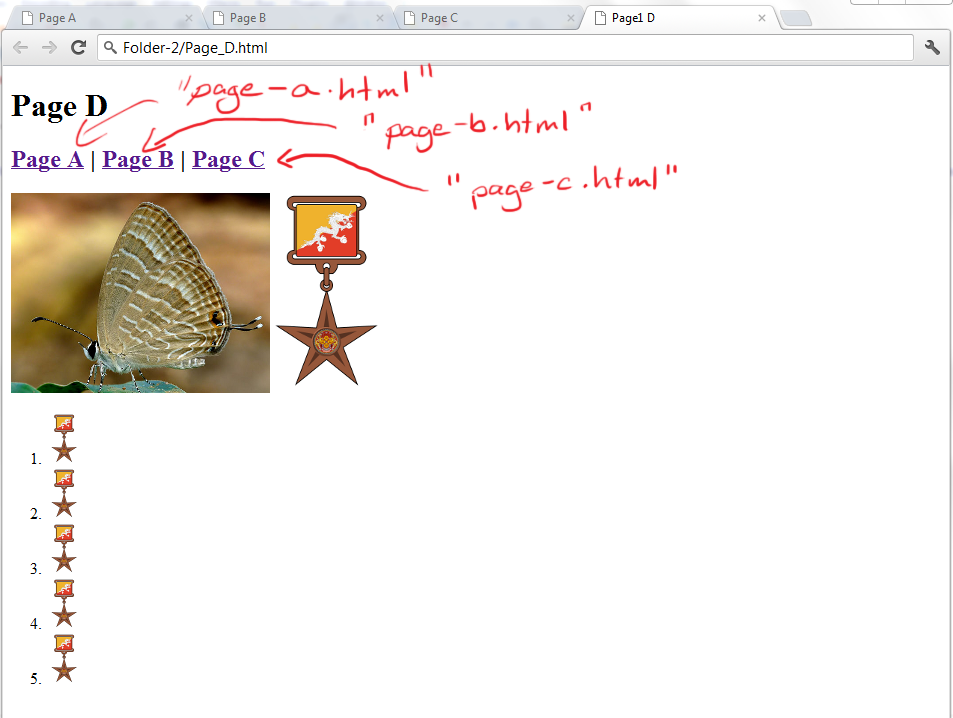 Page A Page B Page C Page1 D
Folder-2/Page_D.html
"page-a.html"
Page D
"page-b.html"
Page A | Page B | Page C
"page-c.html"
1.
2.
3.
4.
5.